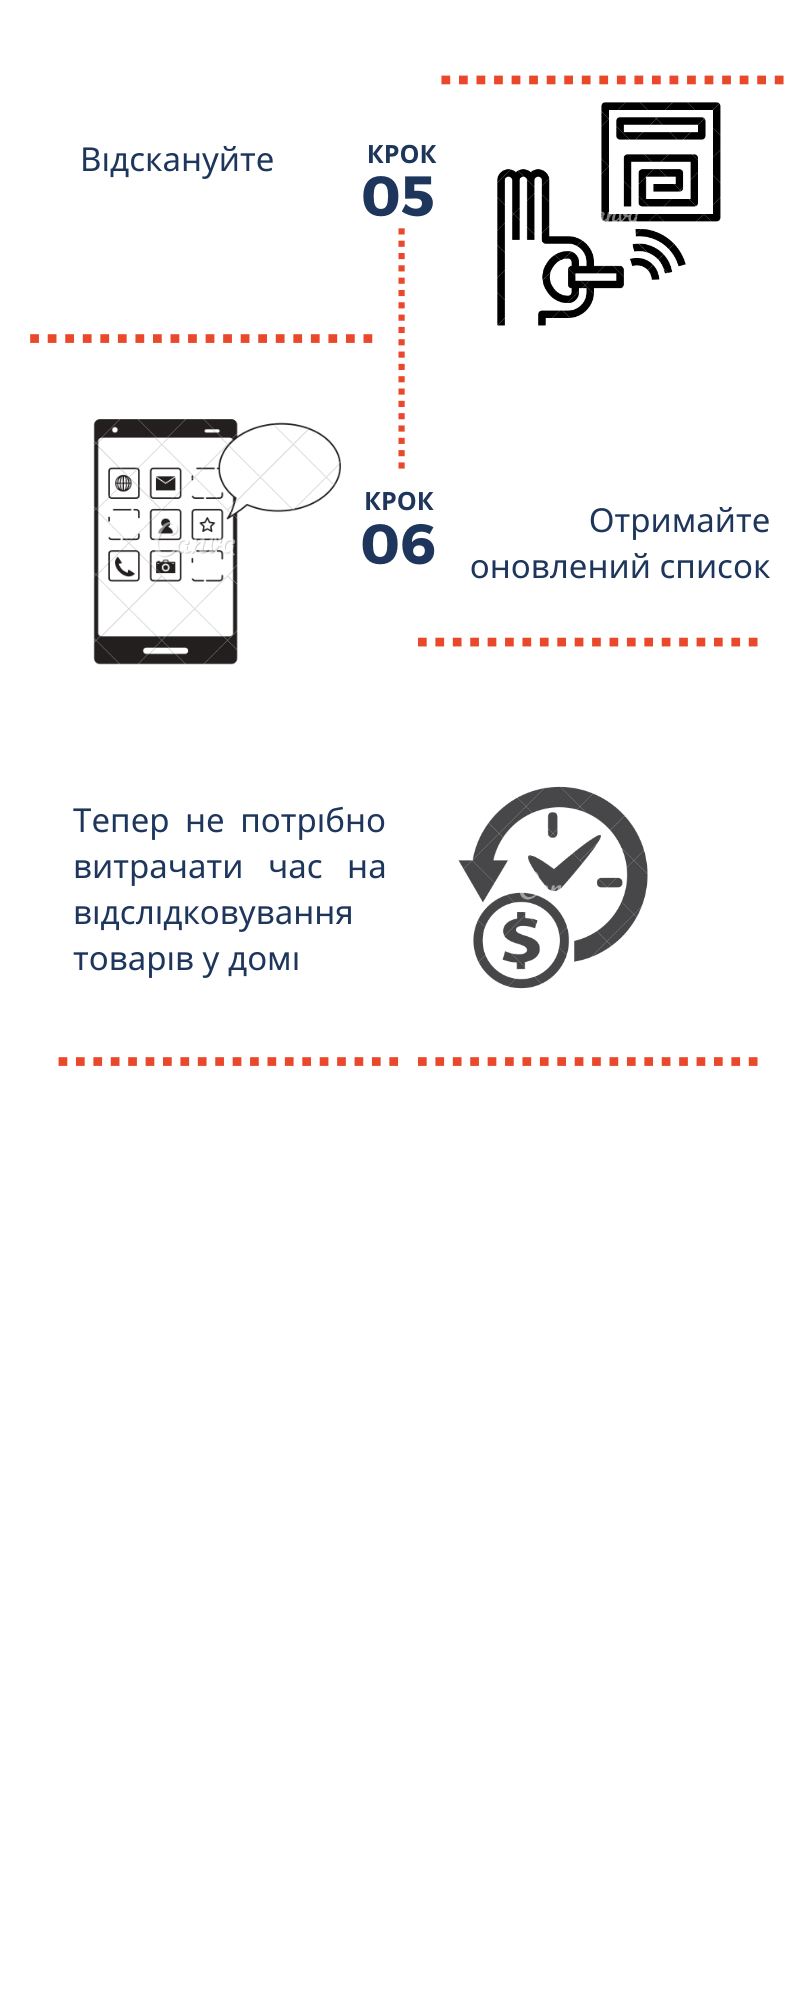 Відскануйте
КРОК
05
КРОК
06
Отримайте
оновлений список
Тепер не потрібно
витрачати час на
відслідковування
товарів у домі
$